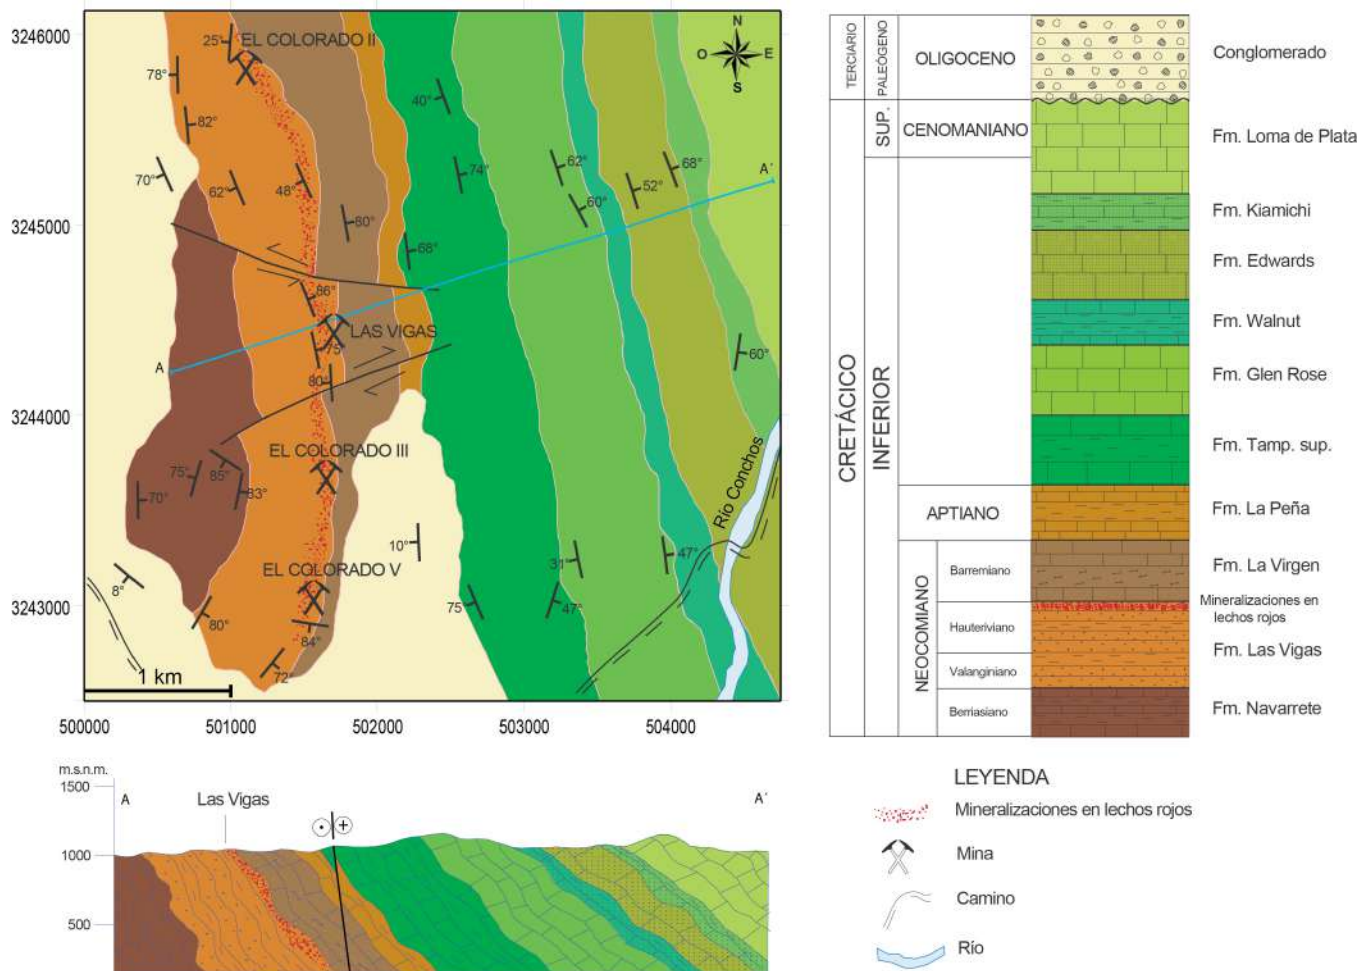 3246000
3245000
3244000
3243000
500000
501000
502000
503000
504000
N
O
E
S
25°
EL COLORADO II
78°
82°
40°
70°
62°
48°
60°
74°
62°
68°
52°
60°
A´
68°
86°
LAS VIGAS
75°
60°
A
80°
EL COLORADO III
75°
85°
83°
70°
Río Conchos
10°
31°
47°
EL COLORADO V
8°
80°
84°
75
47°
72°
1 km
m.s.n.m.
1500
1000
500
A
Las Vigas
A´
TERCIARIO
PALEÓGENO
OLIGOCENO
Conglomerado
CRETÁCICO
SUP.
CENOMANIANO
Fm. Loma de Plata
INFERIOR
Fm. Kiamichi
Fm. Edwards
Fm. Walnut
Fm. Glen Rose
Fm. Tamp. sup.
APTIANO
Fm. La Peña
NEOCOMIANO
Barremiano
Fm. La Virgen
Mineralizaciones en
lechos rojos
Hauteriviano
Fm. Las Vigas
Valanginiano
Berriasiano
Fm. Navarrete
LEYENDA
Mineralizaciones en lechos rojos
Mina
Camino
Río